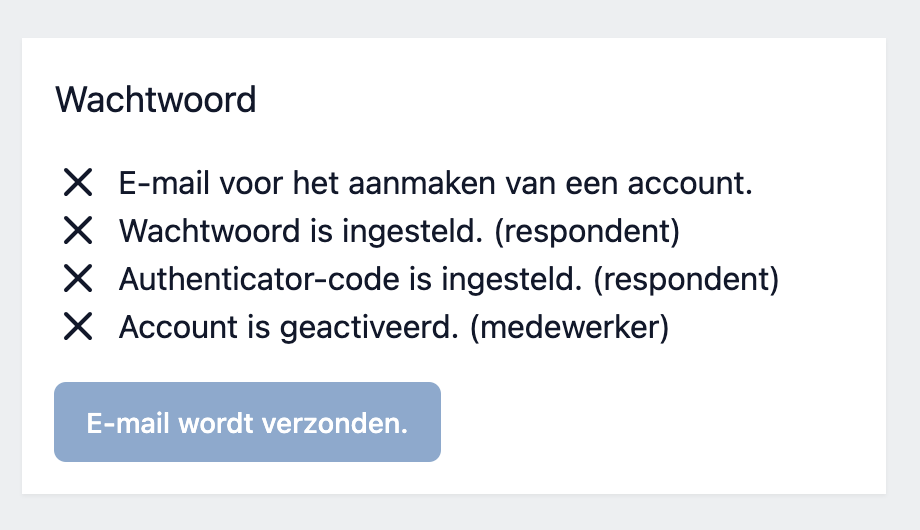 Wachtwoord
E-mail voor het aanmaken van een account.
Wachtwoord is ingesteld. (respondent)
Authenticator-code is ingesteld. (respondent)
Account is geactiveerd. (medewerker)
E-mail wordt verzonden.